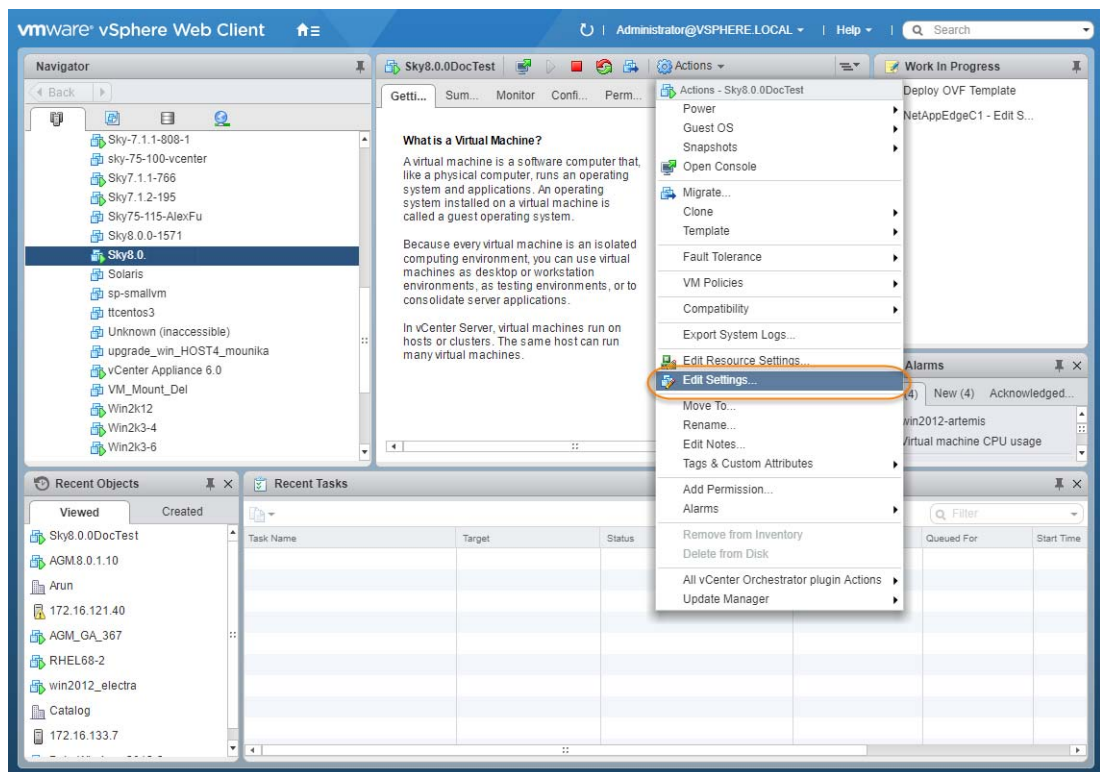 vmware® vSphere Web Client
Administrator@VSPHERE.LOCAL
Help
Search
Navigator
Back
Sky-7.1.1-808-1
sky-75-100-vcenter
Sky7.1.1-766
Sky7.1.2-195
Sky75-115-AlexFu
Sky8.0.0-1571
Sky8.0.
Solaris
sp-smallvm
ttcentos3
Unknown (inaccessible)
upgrade_win_HOST4_mounika
vCenter Appliance 6.0
VM_Mount_Del
Win2k12
Win2k3-4
Win2k3-6
Sky8.0.0DocTest
Actions
Getti... Sum... Monitor Confi... Perm...
What is a Virtual Machine?
A virtual machine is a software computer that,
like a physical computer, runs an operating
system and applications. An operating
system installed on a virtual machine is
called a guest operating system.
Because every virtual machine is an isolated
computing environment, you can use virtual
machines as desktop or workstation
environments, as testing environments, or to
consolidate server applications.
In vCenter Server, virtual machines run on
hosts or clusters. The same host can run
many virtual machines.
Actions - Sky8.0.0DocTest
Power
Guest OS
Snapshots
Open Console
Migrate...
Clone
Template
Fault Tolerance
VM Policies
Compatibility
Export System Logs...
Edit Resource Settings...
Edit Settings...
Move To...
Rename...
Edit Notes...
Tags & Custom Attributes
Add Permission...
Alarms
Remove from Inventory
Delete from Disk
All vCenter Orchestrator plugin Actions
Update Manager
Work In Progress
Deploy OVF Template
NetAppEdgeC1 - Edit S...
Alarms
(4) New (4) Acknowledged...
win2012-artemis
Virtual machine CPU usage
Recent Objects
Viewed Created
Sky8.0.0DocTest
AGM.8.0.1.10
Arun
172.16.121.40
AGM_GA_367
RHEL68-2
win2012_electra
Catalog
172.16.133.7
Recent Tasks
Filter
Task Name Target Status Queued For Start Time